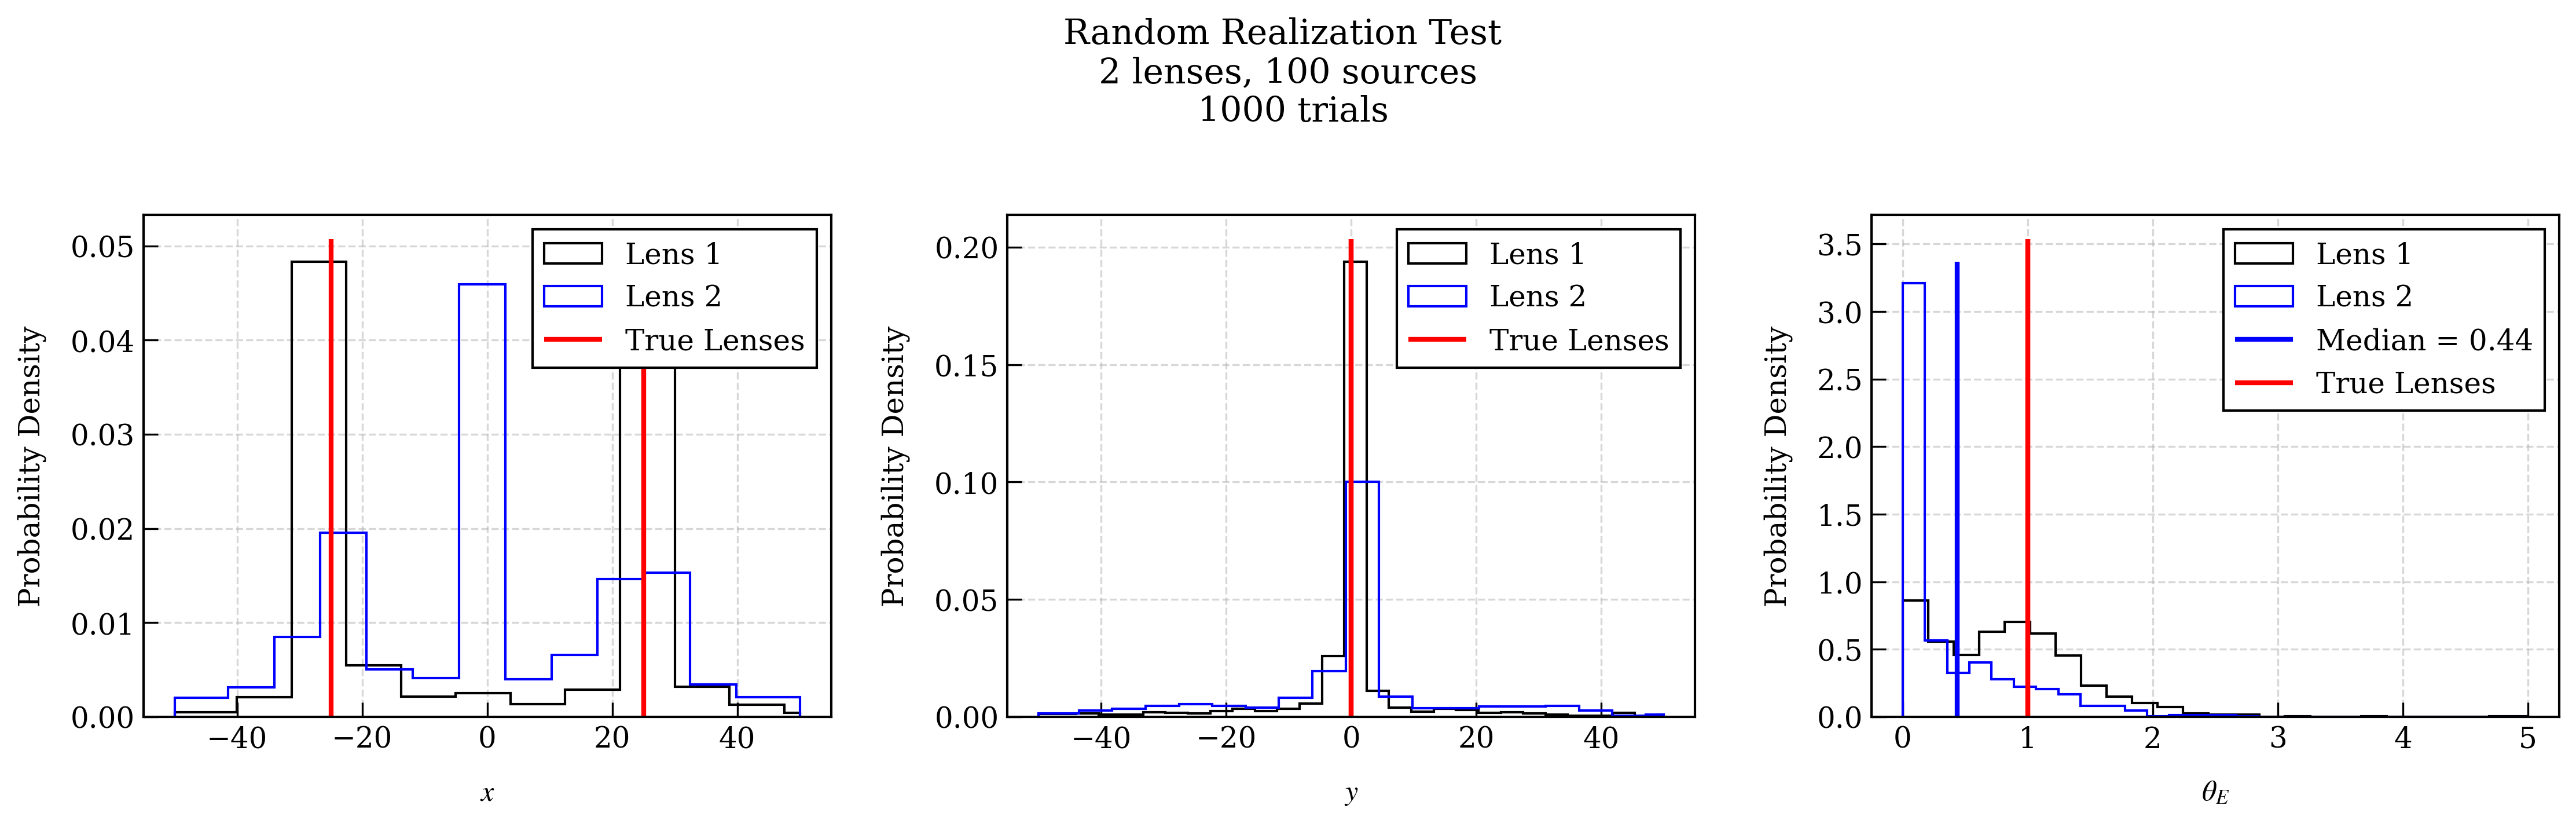 Random Realization Test
2 lenses, 100 sources
1000 trials
Probability Density
0.05
0.04
0.03
0.02
0.01
0.00
−40
−20
0
20
40
x
Lens 1
Lens 2
True Lenses
Probability Density
0.20
0.15
0.10
0.05
0.00
−40
−20
0
20
40
y
Lens 1
Lens 2
True Lenses
Probability Density
3.5
3.0
2.5
2.0
1.5
1.0
0.5
0.0
0
1
2
3
4
5
θ_E
Lens 1
Lens 2
Median = 0.44
True Lenses